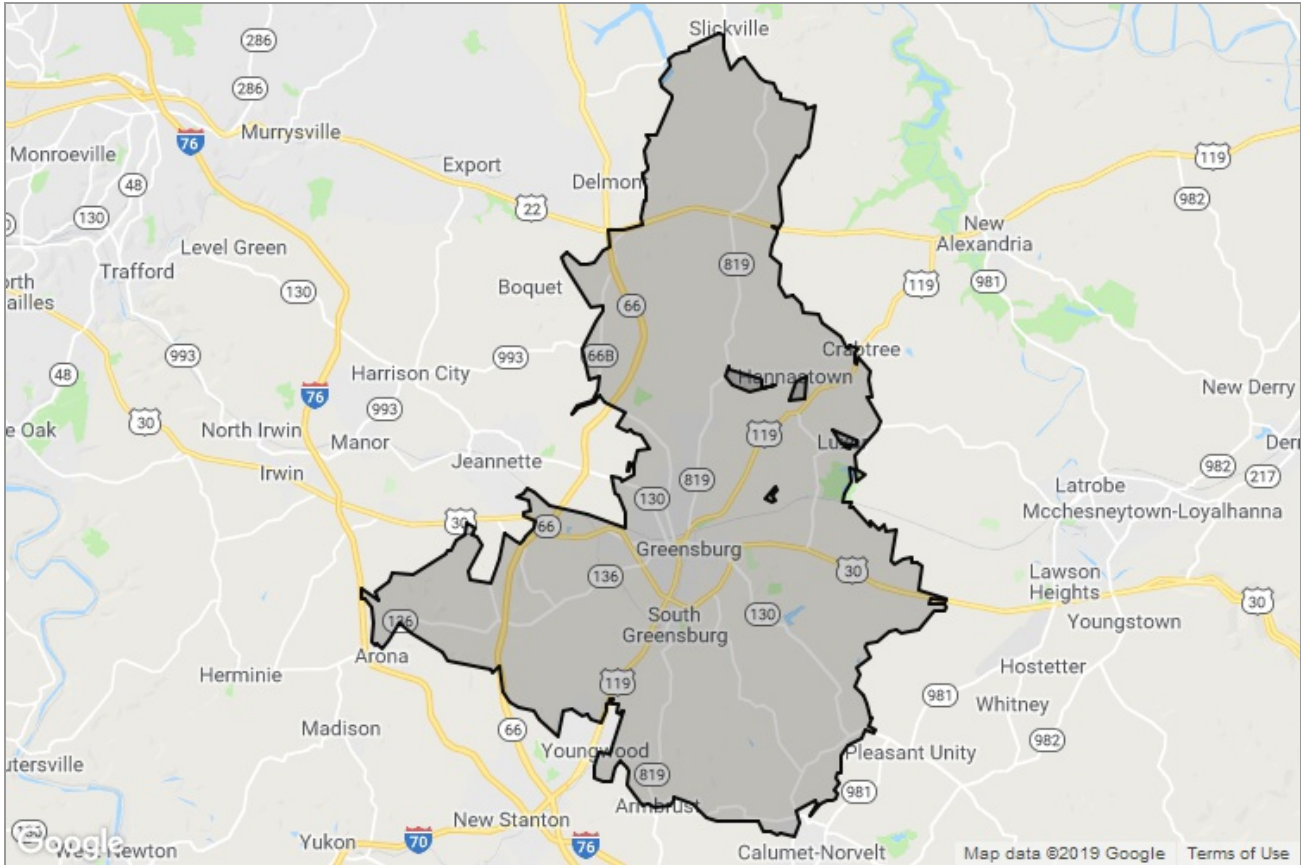 Slickville
286
286
76
Murrysville
Monroeville
Export
119
48
Delmont
982
22
130
New
Alexandria
Level Green
819
Trafford
119
981
orth
ailles
Boquet
130
66
993
993
66B
Crabtree
48
Harrison City
Hannastown
New Derry
76
993
30
e Oak
North Irwin
Manor
119
Irwin
Jeannette
982
217
819
Latrobe
130
Mcchesneytown-Loyalhanna
30
66
Greensburg
136
30
Lawson
Heights
30
South
Greensburg
130
Youngstown
136
Arona
Hostetter
Herminie
119
981
Whitney
Madison
66
982
Youngwood
Pleasant Unity
utersville
819
981
Armbrust
New Stanton
Google
West Newton
Yukon
70
76
Calumet-Norvelt
Map data ©2019 Google
Terms of Use